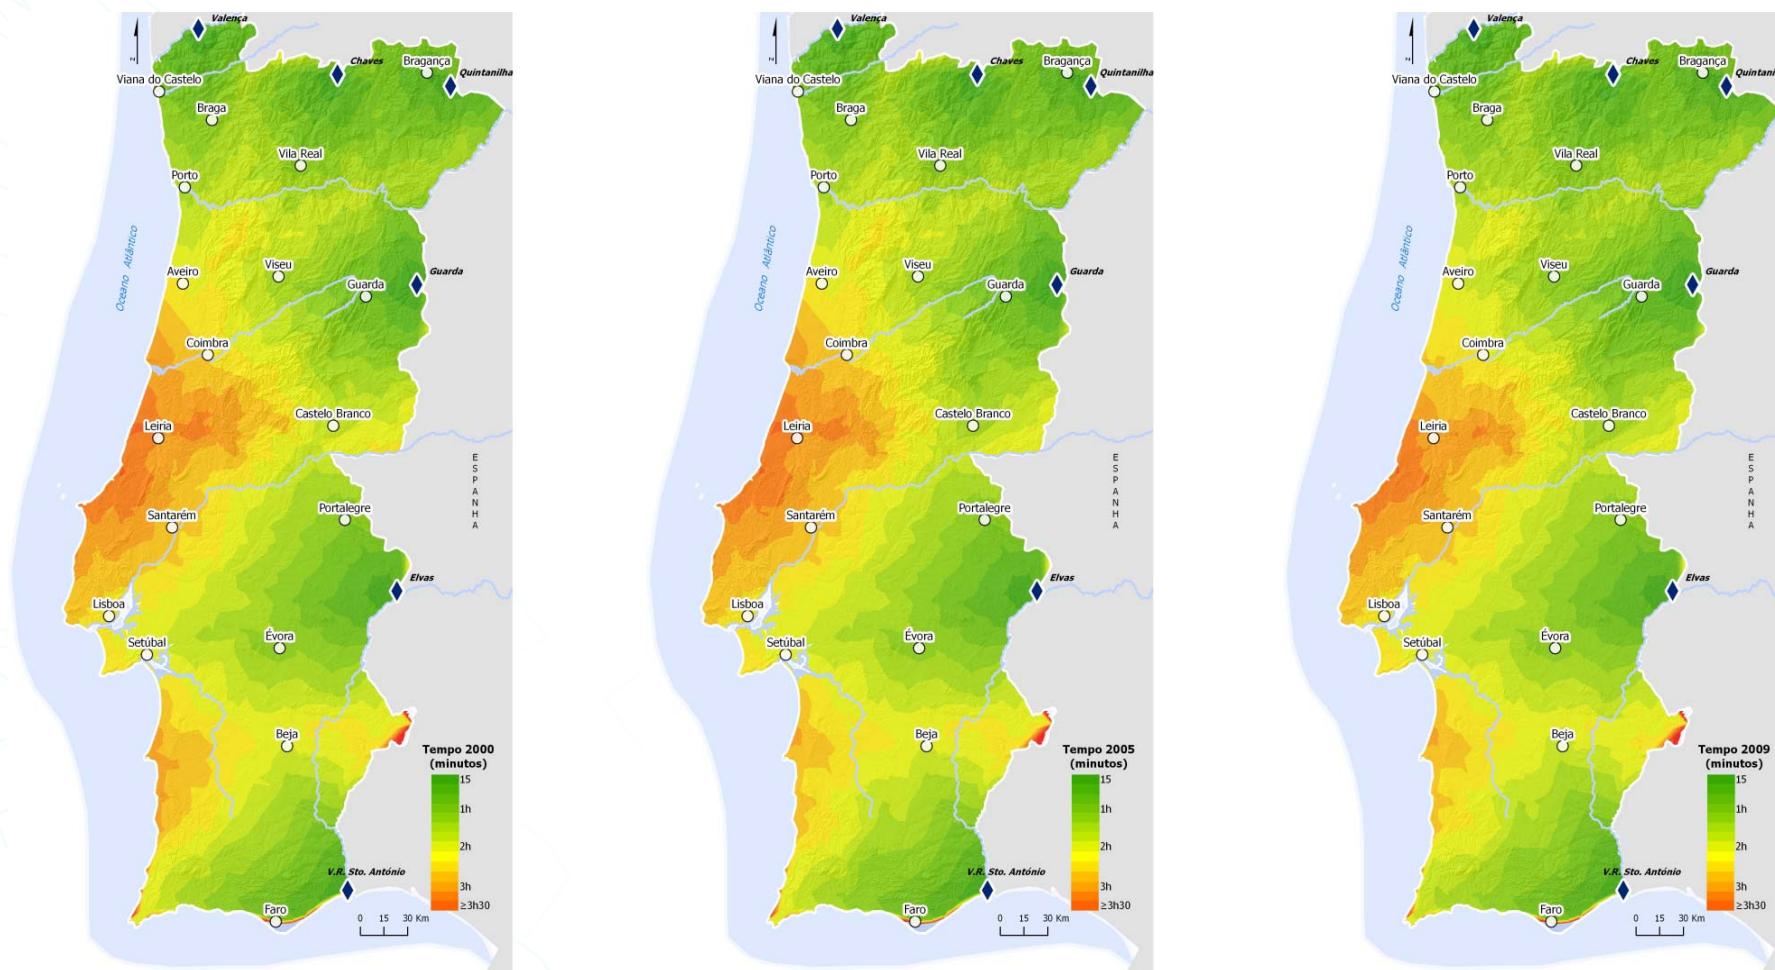 Valença
Chaves
Bragança
Quintanilha
Viana do Castelo
Braga
Vila Real
Porto
Oceano Atlântico
Aveiro
Viseu
Guarda
Guarda
Coimbra
Castelo Branco
Leiria
ESPANHA
Santarém
Portalegre
Elvas
Lisboa
Setúbal
Évora
Beja
Tempo 2000
(minutos)
15
1h
2h
3h
≥3h30
V.R. Sto. António
Faro
0 15 30 Km
Valença
Chaves
Bragança
Quintanilha
Viana do Castelo
Braga
Vila Real
Porto
Oceano Atlântico
Aveiro
Viseu
Guarda
Guarda
Coimbra
Castelo Branco
Leiria
ESPANHA
Santarém
Portalegre
Elvas
Lisboa
Setúbal
Évora
Beja
Tempo 2005
(minutos)
15
1h
2h
3h
≥3h30
V.R. Sto. António
Faro
0 15 30 Km
Valença
Chaves
Bragança
Quintani
Viana do Castelo
Braga
Vila Real
Porto
Oceano Atlântico
Aveiro
Viseu
Guarda
Guarda
Coimbra
Castelo Branco
Leiria
ESPANHA
Santarém
Portalegre
Elvas
Lisboa
Setúbal
Évora
Beja
Tempo 2009
(minutos)
15
1h
2h
3h
≥3h30
V.R. Sto. António
Faro
0 15 30 Km